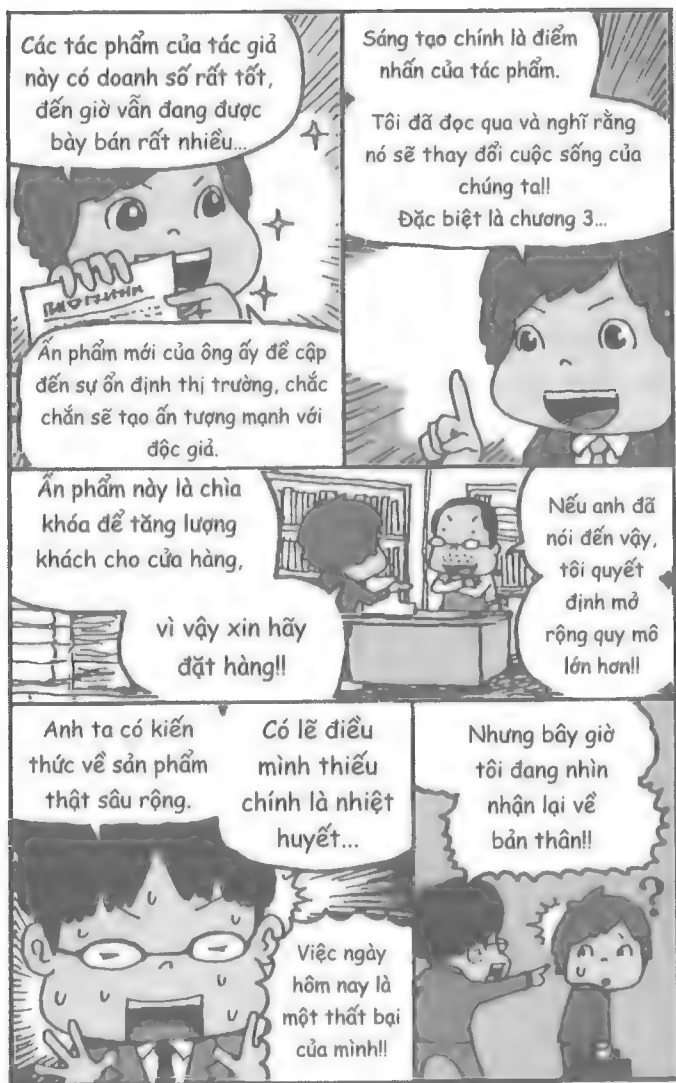 Các tác phẩm của tác giả
này có doanh số rất tốt,
đến giờ vẫn đang được
bày bán rất nhiều...
Ấn phẩm mới của ông ấy đề cập
đến sự ổn định thị trường, chắc
chắn sẽ tạo ấn tượng mạnh với
độc giả.
Sáng tạo chính là điểm
nhấn của tác phẩm.
Tôi đã đọc qua và nghĩ rằng
nó sẽ thay đổi cuộc sống của
chúng ta!!
Đặc biệt là chương 3...
Ấn phẩm này là chìa
khóa để tăng lượng
khách cho cửa hàng,
vì vậy xin hãy
đặt hàng!!
Nếu anh đã
nói đến vậy,
tôi quyết
định mở
rộng quy mô
lớn hơn!!
Anh ta có kiến
thức về sản phẩm
thật sâu rộng.
Có lẽ điều
mình thiếu
chính là nhiệt
huyết...
Việc ngày
hôm nay là
một thất bại
của mình!!
Nhưng bây giờ
tôi đang nhìn
nhận lại về
bản thân!!
?